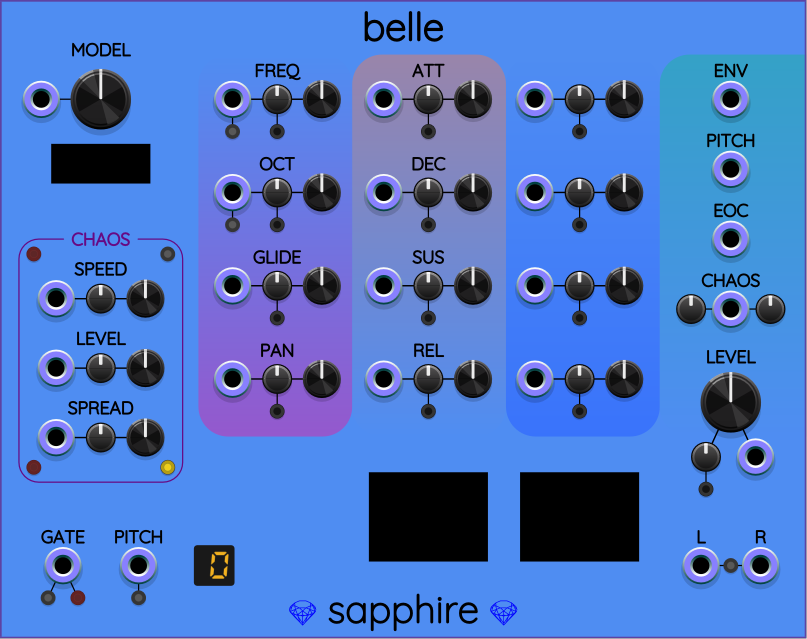 belle
MODEL
FREQ
ATT
ENV
PITCH
OCT
DEC
EOC
CHAOS
SPEED
GLIDE
SUS
CHAOS
LEVEL
PAN
REL
LEVEL
SPREAD
GATE PITCH
0
L R
sapphire